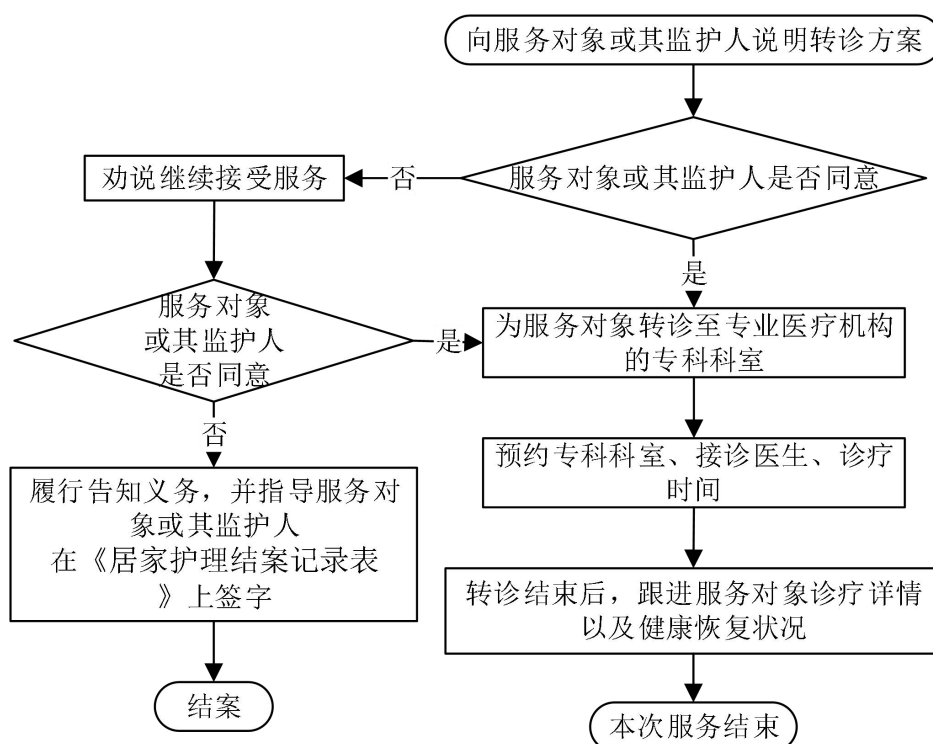 向服务对象或其监护人说明转诊方案
服务对象或其监护人是否同意
否
劝说继续接受服务
是
服务对象
或其监护人
是否同意
是
为服务对象转诊至专业医疗机构
的专科科室
否
预约专科科室、接诊医生、诊疗
时间
履行告知义务，并指导服务对
象或其监护人
在《居家护理结案记录表
》上签字
转诊结束后，跟进服务对象诊疗详情
以及健康恢复状况
结案
本次服务结束